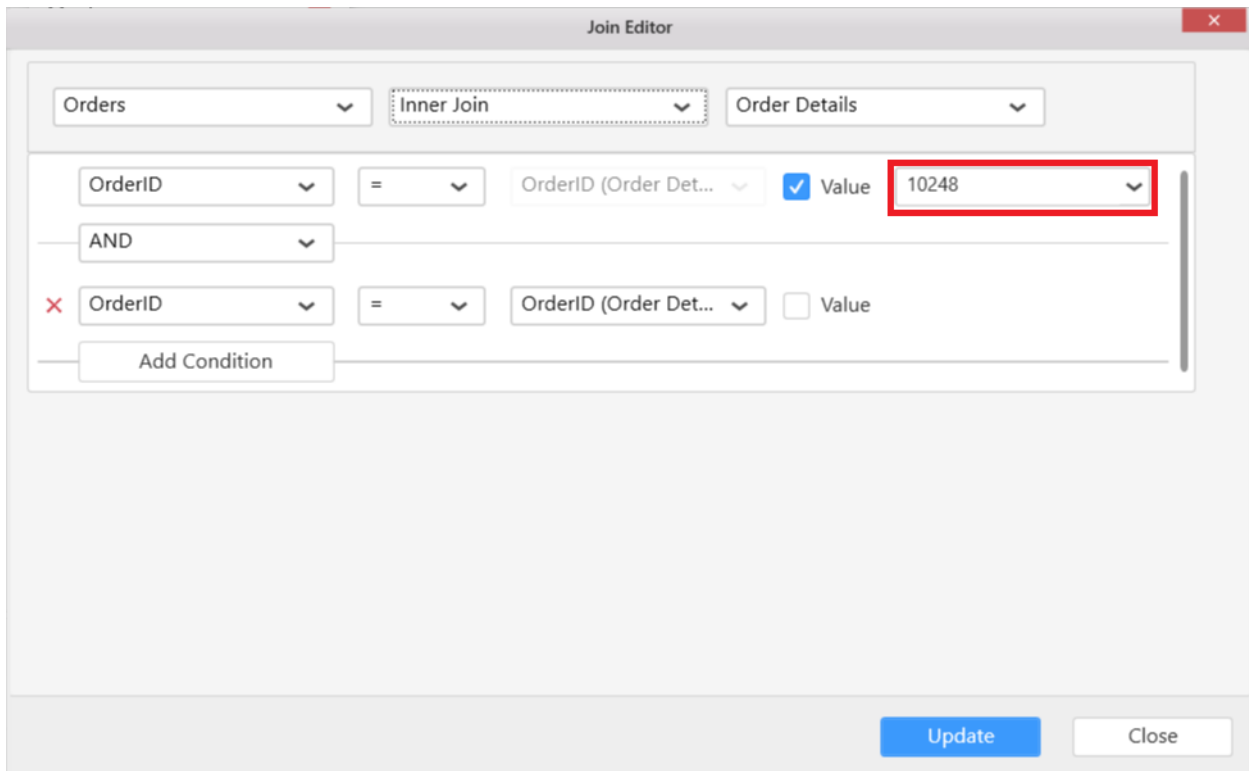 Join Editor
Orders Inner Join Order Details
OrderID = OrderID (Order Det... Value 10248
AND
OrderID = OrderID (Order Det... Value
Add Condition
Update Close